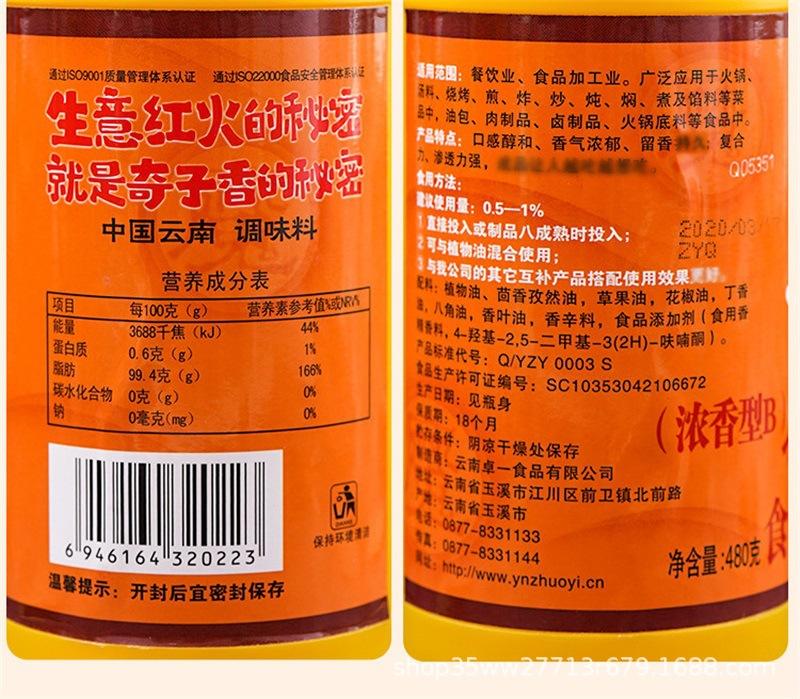 通过ISO9001质量管理体系认证 通过ISO22000食品安全管理体系认证
生意红火的秘密
就是奇子香的秘密
中国云南 调味料
营养成分表
项目 每100克（g） 营养素参考值%或NRV%
能量 3688千焦（kJ） 44%
蛋白质 0.6克（g） 1%
脂肪 99.4克（g） 166%
碳水化合物 0克（g） 0%
钠 0毫克(mg) 0%
6 946164 320223
保持环境清洁
温馨提示：开封后宜密封保存
适用范围：餐饮业、食品加工业。广泛应用于火锅、
汤料、烧烤、煎、炸、炒、炖、焖、煮及馅料等菜
品中，油包、肉制品、卤制品、火锅底料等食品中。
产品特点：口感醇和、香气浓郁、留香持久；复合
力、渗透力强，
Q05351
食用方法：
建议使用量：0.5—1%
1 直接投入或制品八成熟时投入；
2 可与植物油混合使用；
3 与我公司的其它互补产品搭配使用效果更好。
2020/03/17
ZYQ
配料：植物油、茴香孜然油，草果油，花椒油，丁香
油，八角油，香叶油，香辛料，食品添加剂（食用香
精香料，4-羟基-2,5-二甲基-3(2H)-呋喃酮）。
产品标准代号：Q/YZY 0003 S
食品生产许可证编号：SC10353042106672
生产日期：见瓶身
保质期：18个月
贮存条件：阴凉干燥处保存
制造商：云南卓一食品有限公司
地址：云南省玉溪市江川区前卫镇北前路
产地：云南省玉溪市
电话：0877-8331133
传真：0877-8331144
网址：http://www.ynzhuoyi.cn
（浓香型B
净含量：480克
食
shop35ww27713r679.1688.com